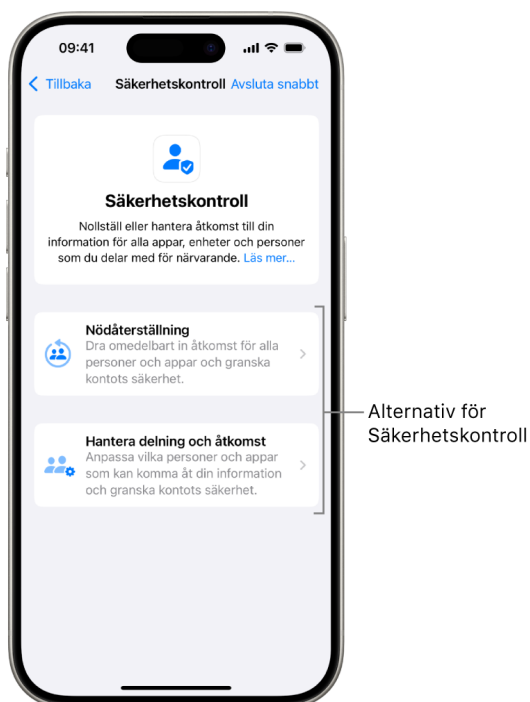 09:41
Tillbaka Säkerhetskontroll Avsluta snabbt
Säkerhetskontroll
Nollställ eller hantera åtkomst till din
information för alla appar, enheter och personer
som du delar med för närvarande. Läs mer...
Nödåterställning
Dra omedelbart in åtkomst för alla
personer och appar och granska
kontots säkerhet.
Hantera delning och åtkomst
Anpassa vilka personer och appar
som kan komma åt din information
och granska kontots säkerhet.
Alternativ för
Säkerhetskontroll